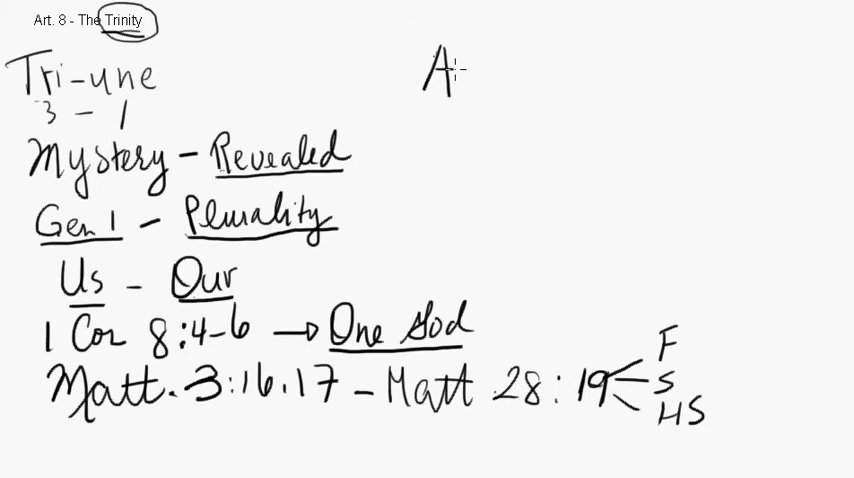 Art. 8 - The Trinity
Tri-une
3 - 1
A
Mystery - Revealed
Gen 1 - Plurality
Us - Our
1 Cor 8:4-6 → One God
Matt. 3:16.17 - Matt 28:19
F
S
HS